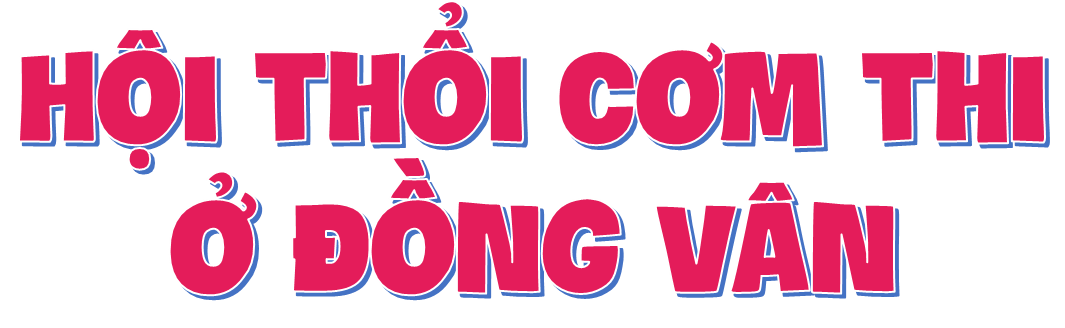 HỘI THỔI CƠM THI
Ở ĐỒNG VÂN